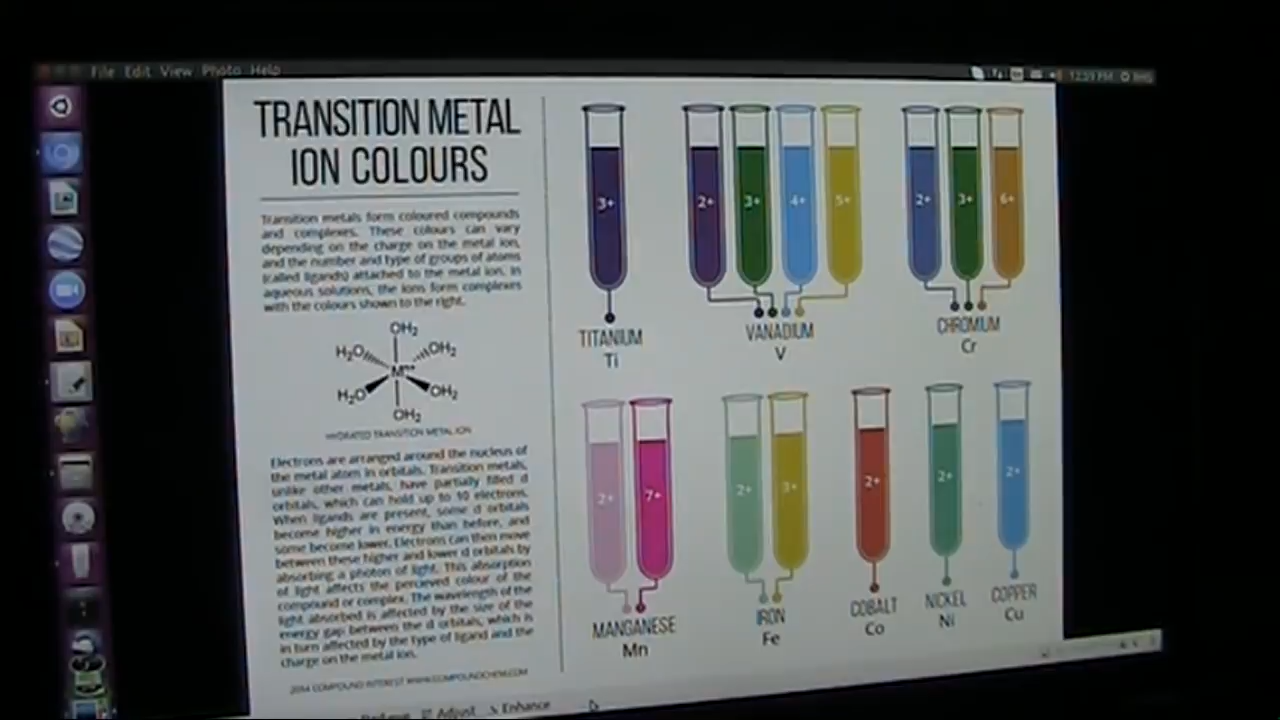 File Edit View Photo Help
12:59 PM
TRANSITION METAL
ION COLOURS
Transition metals form coloured compounds
and complexes. These colours can vary
depending on the charge on the metal ion,
and the number and type of groups of atoms
(called ligands) attached to the metal ion. In
aqueous solutions, the ions form complexes
with the colours shown to the right.
OH₂
H₂O OH₂
Mⁿ⁺
H₂O OH₂
OH₂
HYDRATED TRANSITION METAL ION
Electrons are arranged around the nucleus of
the metal atom in orbitals. Transition metals,
unlike other metals, have partially filled d
orbitals, which can hold up to 10 electrons.
When ligands are present, some d orbitals
become higher in energy than before, and
some become lower. Electrons can then move
between these higher and lower d orbitals by
absorbing a photon of light. This absorption
of light affects the percieved colour of the
compound or complex. The wavelength of the
light absorbed is affected by the size of the
energy gap between the d orbitals, which is
in turn affected by the type of ligand and the
charge on the metal ion.
2014 COMPOUND INTEREST WWW.COMPOUNDCHEM.COM
3+
TITANIUM
Ti
2+ 3+ 4+ 5+
VANADIUM
V
2+ 3+ 6+
CHROMIUM
Cr
2+ 7+
MANGANESE
Mn
2+ 3+
IRON
Fe
2+
COBALT
Co
2+
NICKEL
Ni
2+
COPPER
Cu
Adjust Enhance